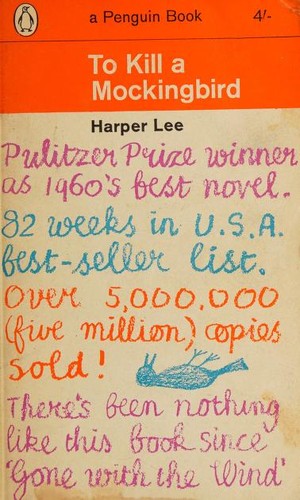 a Penguin Book 4/-
To Kill a
Mockingbird
Harper Lee
Pulitzer Prize winner
as 1960's best novel.
82 weeks in U.S.A.
best-seller list.
Over 5,000,000
(five million) copies
sold!
There's been nothing
like this book since
'Gone with the Wind'